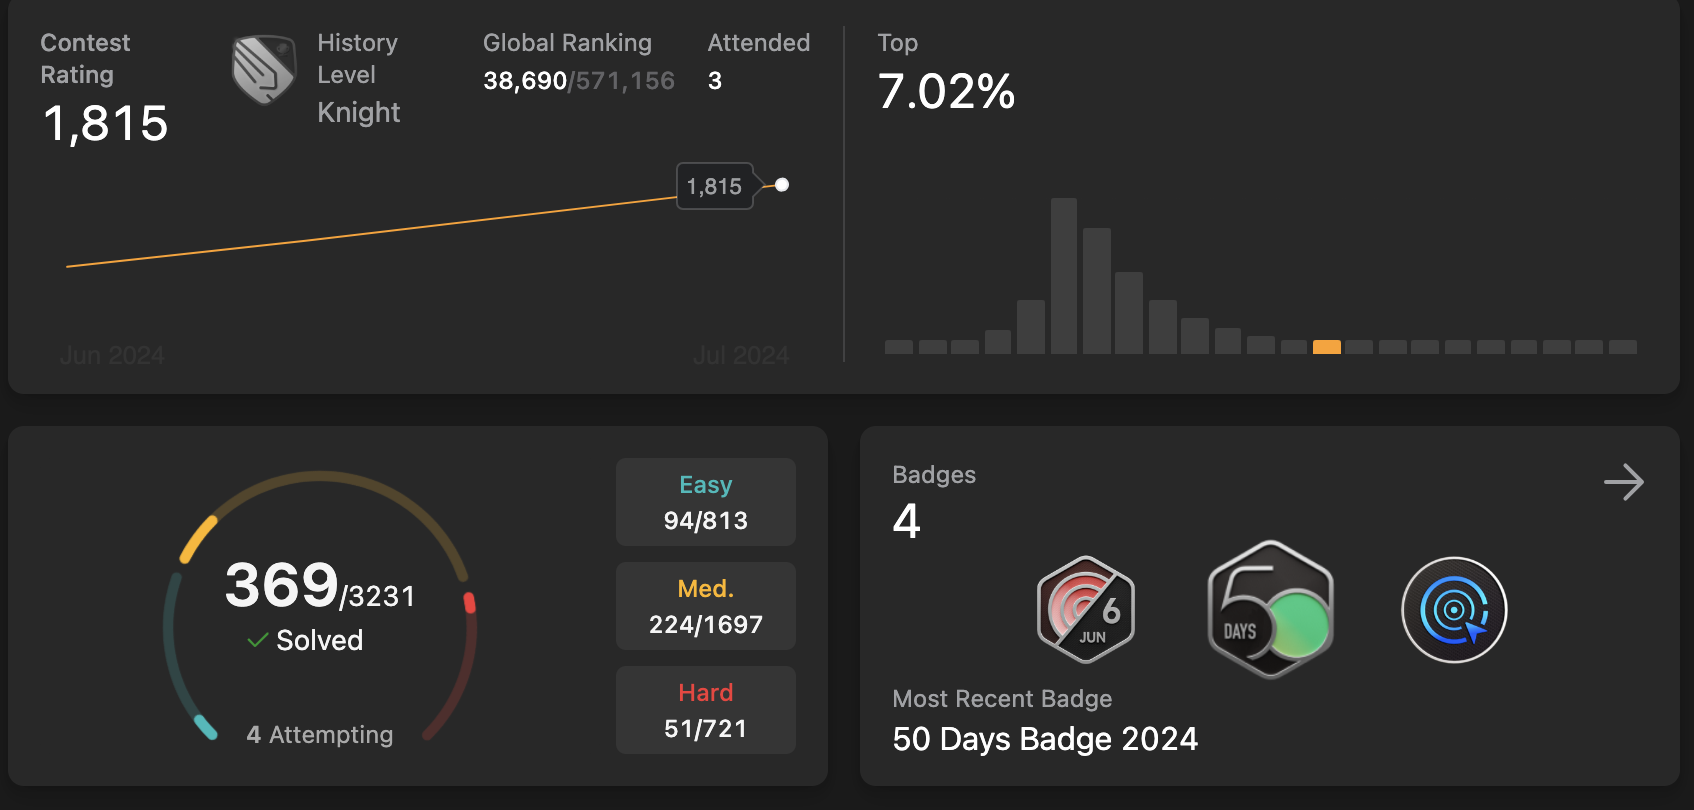 Contest
Rating
1,815
History
Level
Knight
Global Ranking
38,690/571,156
Attended
3
1,815
Jun 2024
Jul 2024
Top
7.02%
369/3231
Solved
4 Attempting
Easy
94/813
Med.
224/1697
Hard
51/721
Badges
4
6
JUN
50
DAYS
Most Recent Badge
50 Days Badge 2024